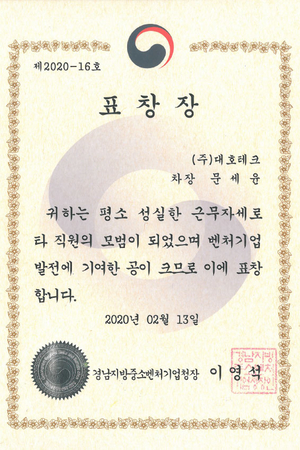 제2020-16호
표창장
(주)대호테크
차장 문세윤
귀하는 평소 성실한 근무자세로
타 직원의 모범이 되었으며 벤처기업
발전에 기여한 공이 크므로 이에 표창
합니다.
2020년 02월 13일
경남지방중소벤처기업청장 이영석